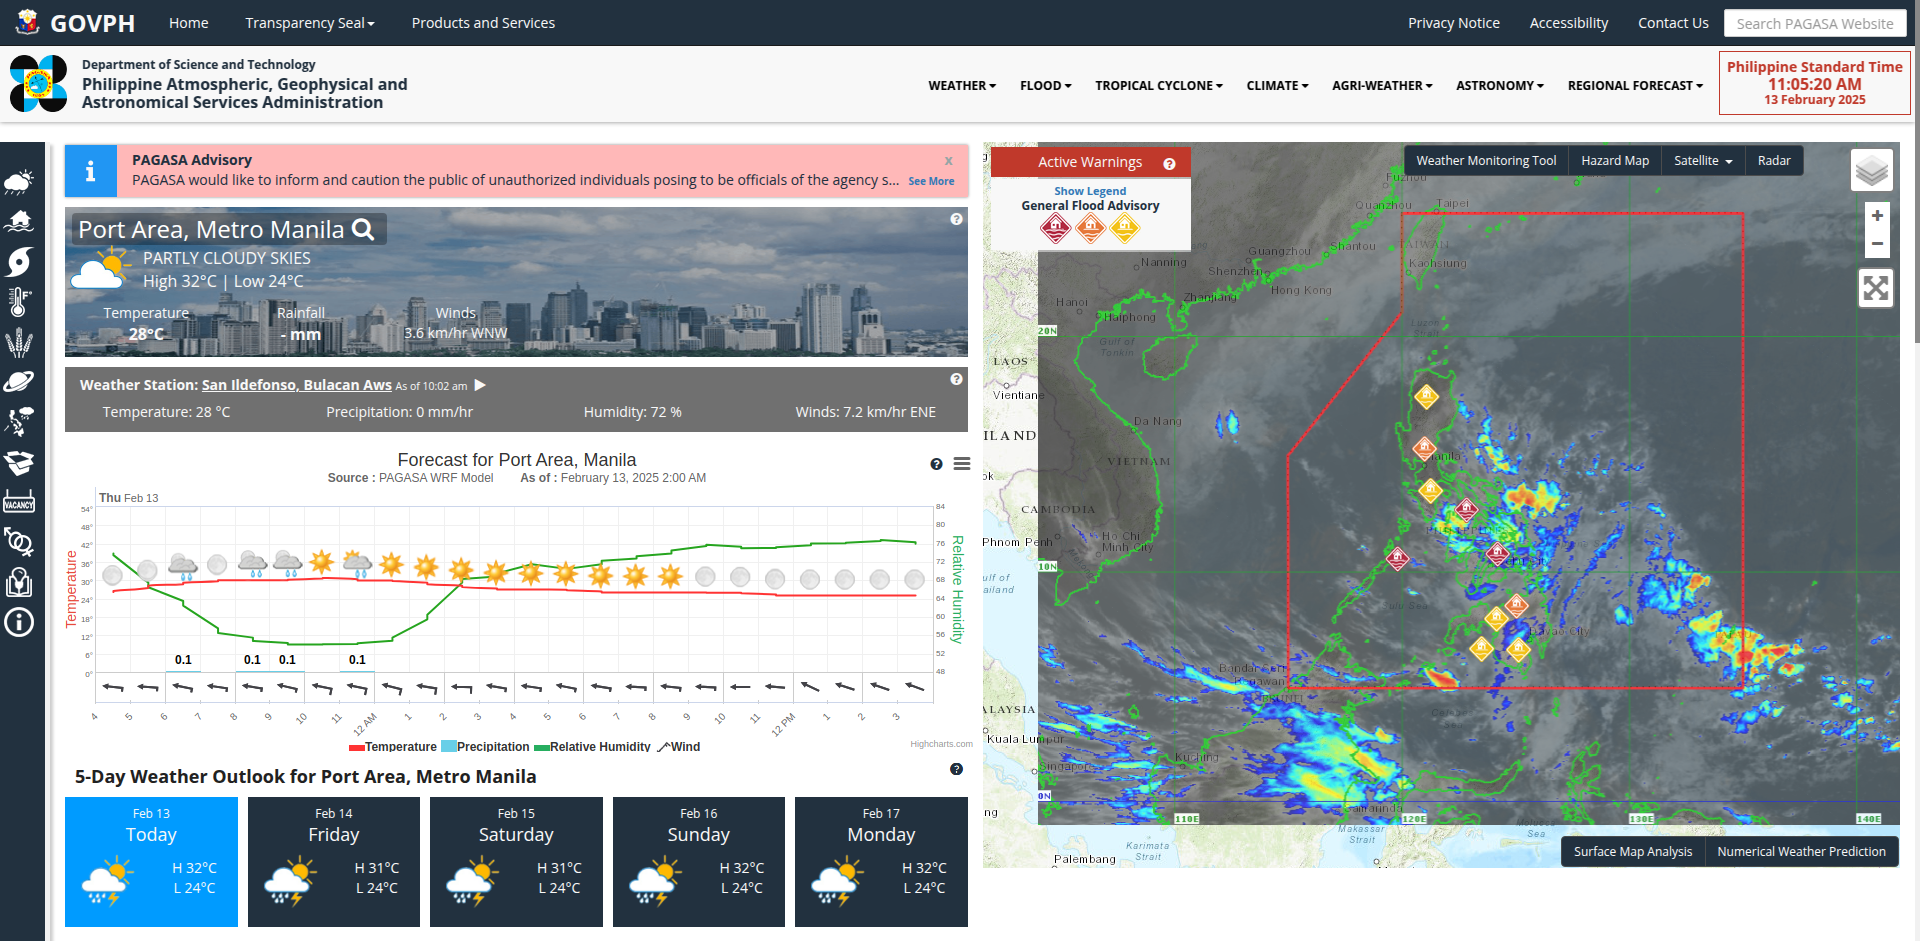 GOVPH
Home
Transparency Seal
Products and Services
Privacy Notice
Accessibility
Contact Us
Search PAGASA Website
Department of Science and Technology
Philippine Atmospheric, Geophysical and
Astronomical Services Administration
WEATHER
FLOOD
TROPICAL CYCLONE
CLIMATE
AGRI-WEATHER
ASTRONOMY
REGIONAL FORECAST
Philippine Standard Time
11:05:20 AM
13 February 2025
VACANCY
PAGASA Advisory
x
PAGASA would like to inform and caution the public of unauthorized individuals posing to be officials of the agency s...
See More
Port Area, Metro Manila
PARTLY CLOUDY SKIES
High 32°C | Low 24°C
Temperature
28°C
Rainfall
- mm
Winds
3.6 km/hr WNW
Weather Station: San Ildefonso, Bulacan Aws As of 10:02 am
Temperature: 28 °C
Precipitation: 0 mm/hr
Humidity: 72 %
Winds: 7.2 km/hr ENE
Forecast for Port Area, Manila
Source : PAGASA WRF Model As of : February 13, 2025 2:00 AM
Thu Feb 13
Temperature
54°
48°
42°
36°
30°
24°
18°
12°
6°
0°
84
80
76
72
68
64
60
56
52
48
Relative Humidity
0.1
0.1
0.1
0.1
4
5
6
7
8
9
10
11
12 AM
1
2
3
4
5
6
7
8
9
10
11
12 PM
1
2
3
Temperature
Precipitation
Relative Humidity
Wind
Highcharts.com
5-Day Weather Outlook for Port Area, Metro Manila
Feb 13
Today
H 32°C
L 24°C
Feb 14
Friday
H 31°C
L 24°C
Feb 15
Saturday
H 31°C
L 24°C
Feb 16
Sunday
H 32°C
L 24°C
Feb 17
Monday
H 32°C
L 24°C
Active Warnings
Show Legend
General Flood Advisory
Weather Monitoring Tool
Hazard Map
Satellite
Radar
+
−
Fuzhou
Quanzhou
Taipei
TAIWAN
Kaohsiung
Shantou
Guangzhou
Shenzhen
Hong Kong
Nanning
Zhanjiang
Hanoi
Haiphong
Gulf of
Tonkin
Luzon
Strait
20N
LAOS
Vientiane
Da Nang
ILAND
VIETNAM
ok
CAMBODIA
Phnom Penh
Ho Chi
Minh City
10N
ulf of
ailand
Sulu Sea
Davao City
Bandar Seri
Begawan
BRUNEI
ALAYSIA
Kuala Lumpur
Singapore
Kuching
0N
110E
120E
130E
140E
Samarinda
Makassar
Strait
Molucca
Sea
Karimata
Strait
Palembang
ng
Surface Map Analysis
Numerical Weather Prediction